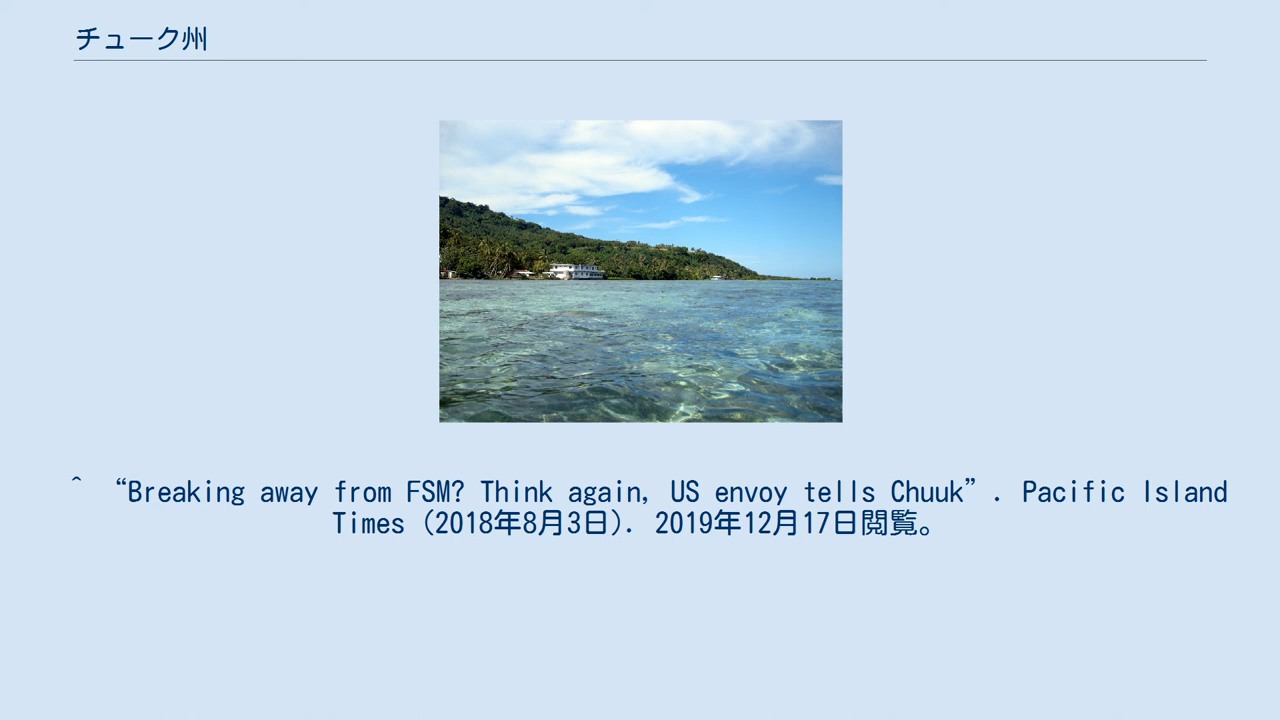 チューク州
^ “Breaking away from FSM? Think again, US envoy tells Chuuk”. Pacific Island
Times (2018年8月3日). 2019年12月17日閲覧。